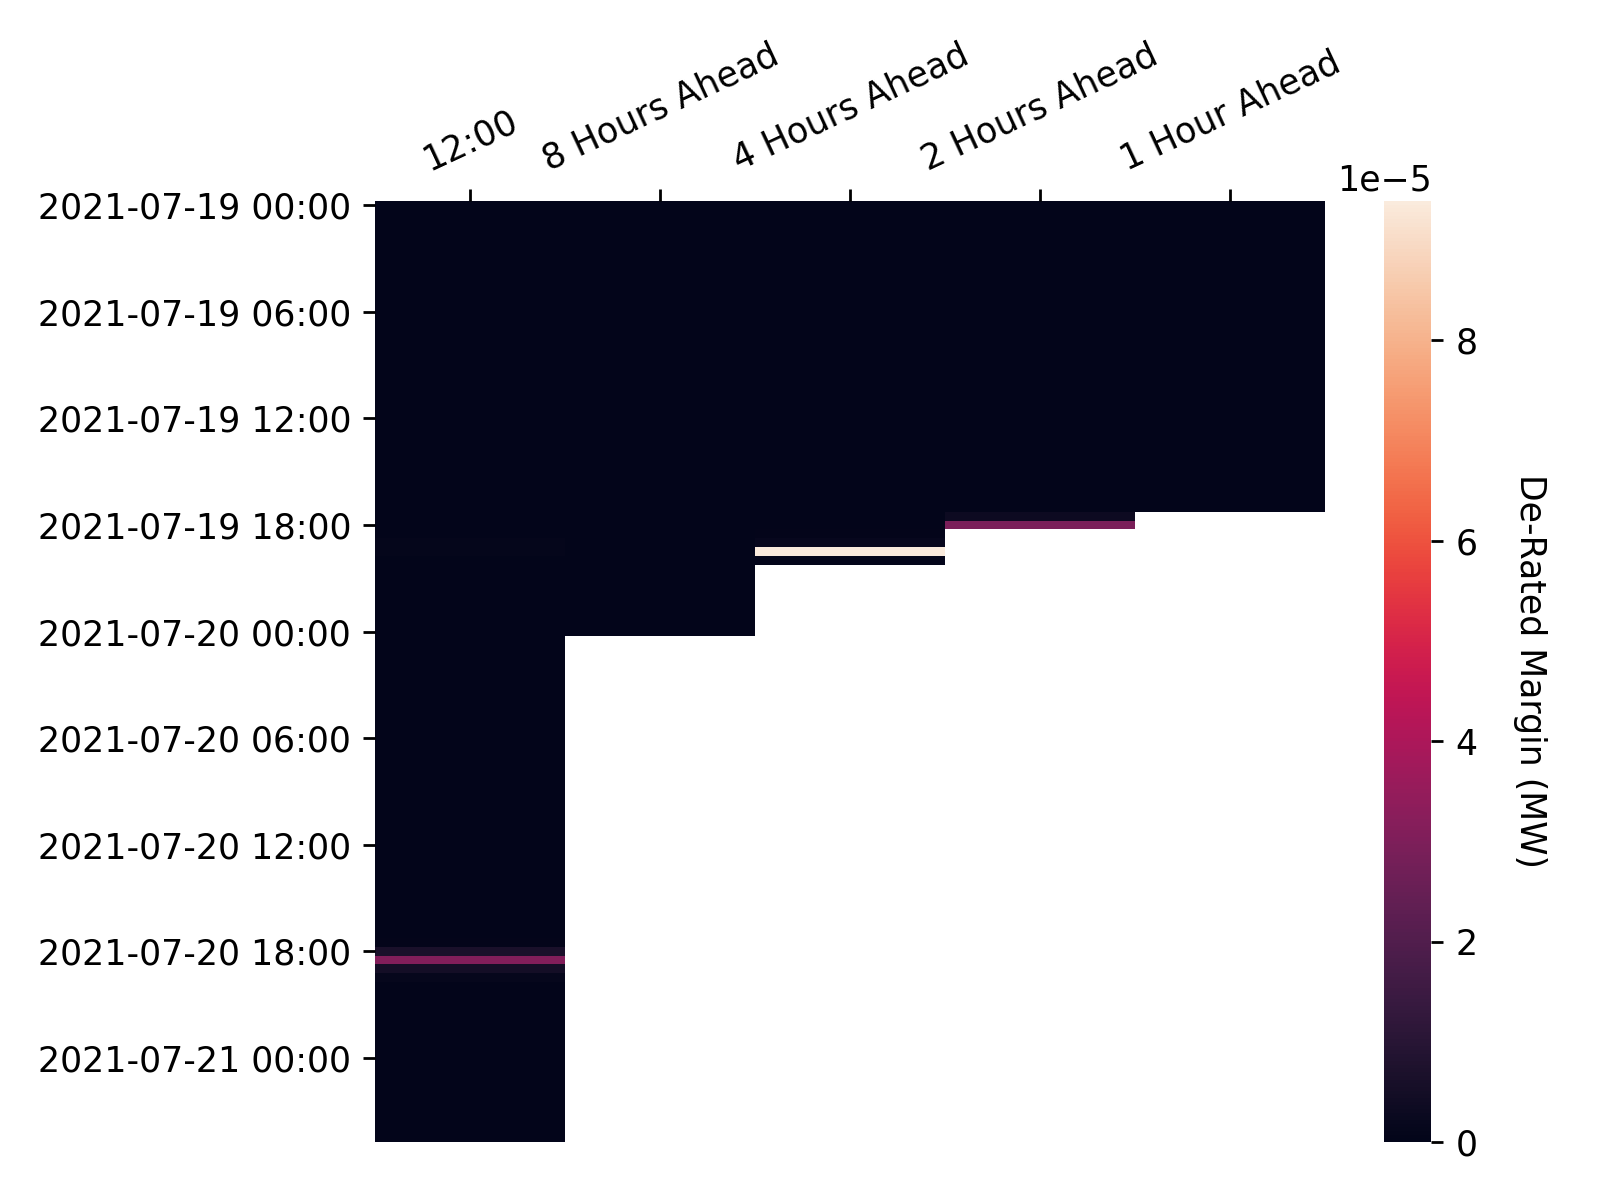 12:00
8 Hours Ahead
4 Hours Ahead
2 Hours Ahead
1 Hour Ahead
1e−5
2021-07-19 00:00
2021-07-19 06:00
2021-07-19 12:00
2021-07-19 18:00
2021-07-20 00:00
2021-07-20 06:00
2021-07-20 12:00
2021-07-20 18:00
2021-07-21 00:00
8
6
4
2
0
De-Rated Margin (MW)